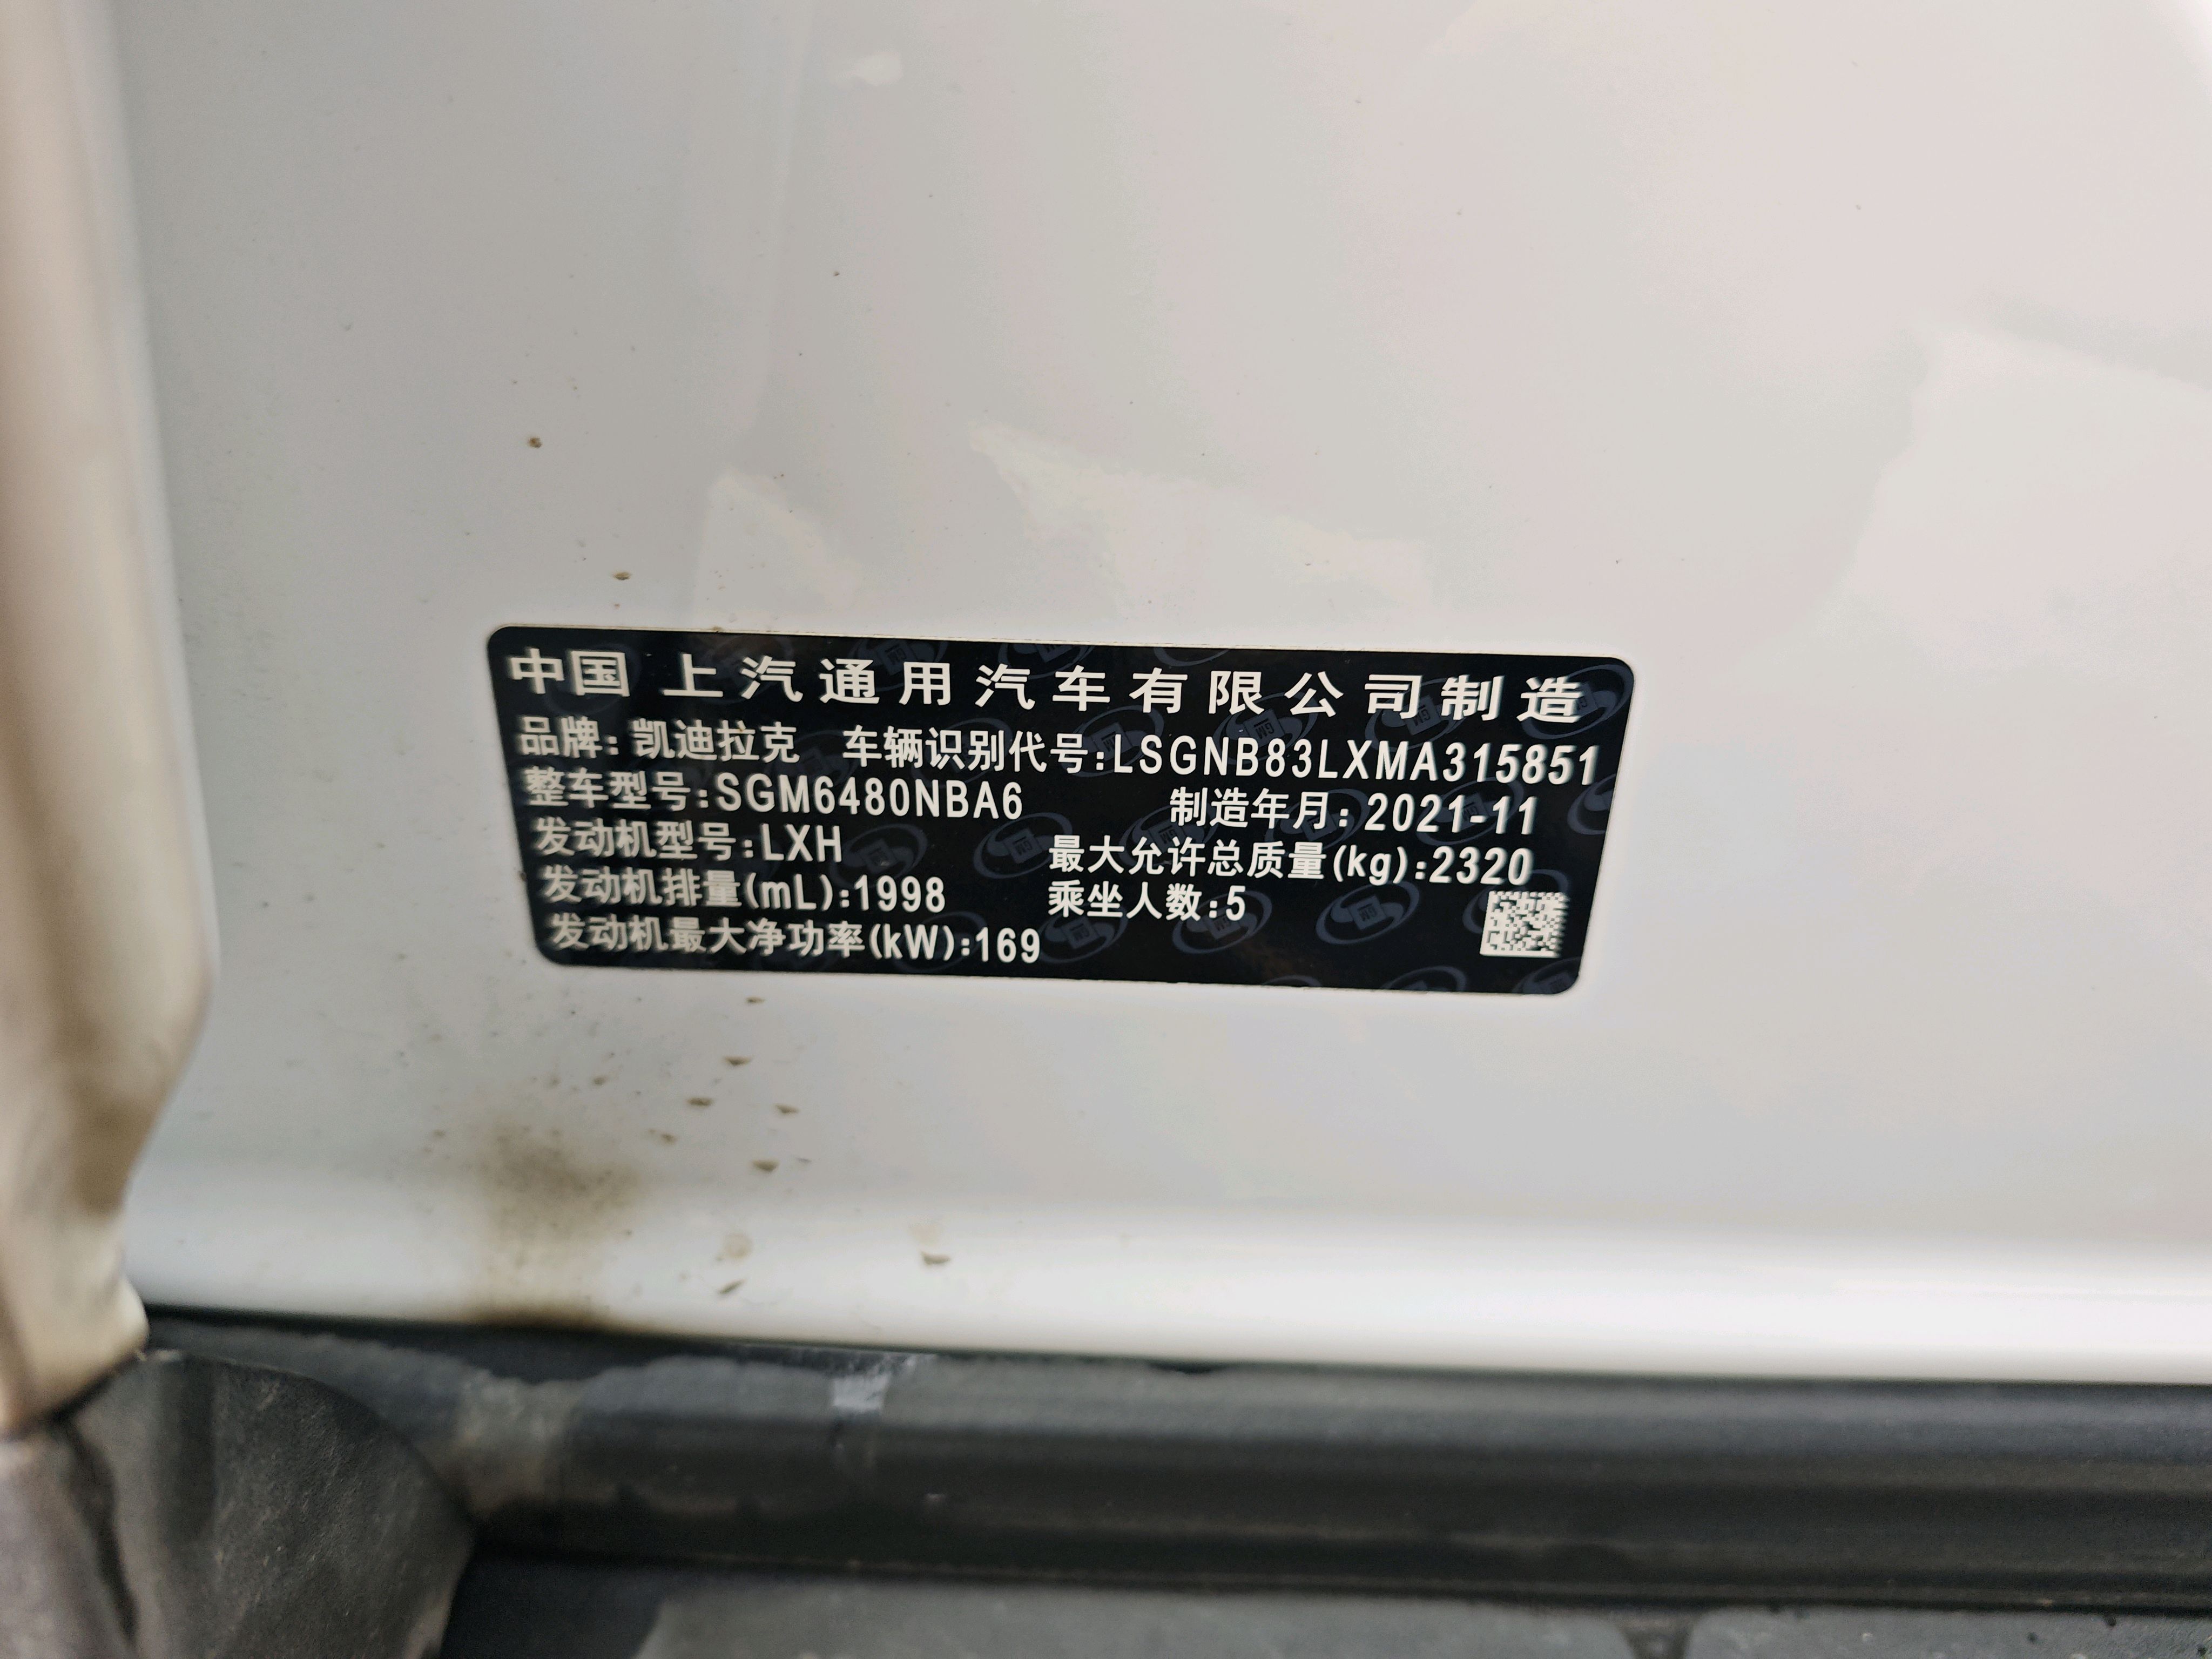 中国 上汽通用汽车有限公司制造
品牌: 凯迪拉克 车辆识别代号:LSGNB83LXMA315851
整车型号:SGM6480NBA6 制造年月: 2021-11
发动机型号:LXH 最大允许总质量(kg):2320
发动机排量(mL):1998 乘坐人数:5
发动机最大净功率(kW):169